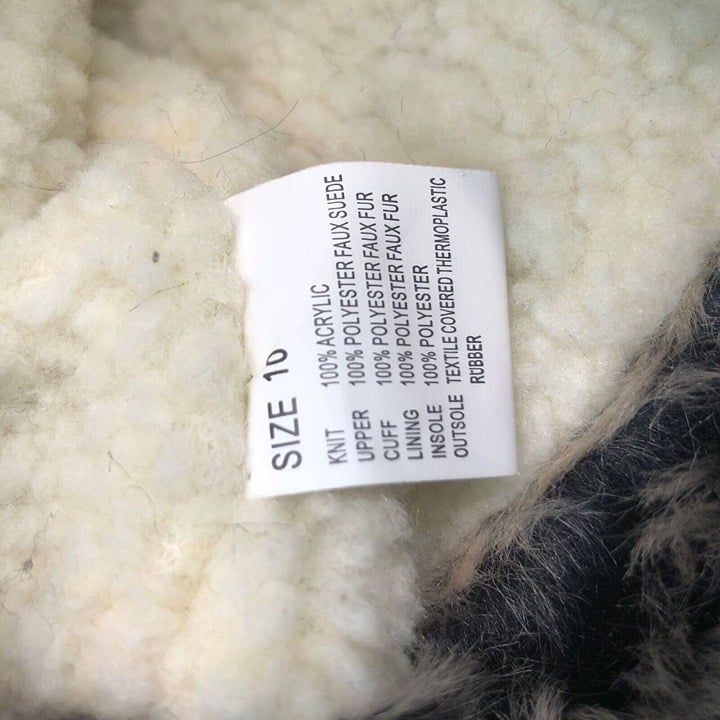 SIZE 10
KNIT 100% ACRYLIC
UPPER 100% POLYESTER FAUX SUEDE
CUFF 100% POLYESTER FAUX FUR
LINING 100% POLYESTER FAUX FUR
INSOLE 100% POLYESTER
OUTSOLE TEXTILE COVERED THERMOPLASTIC
RUBBER